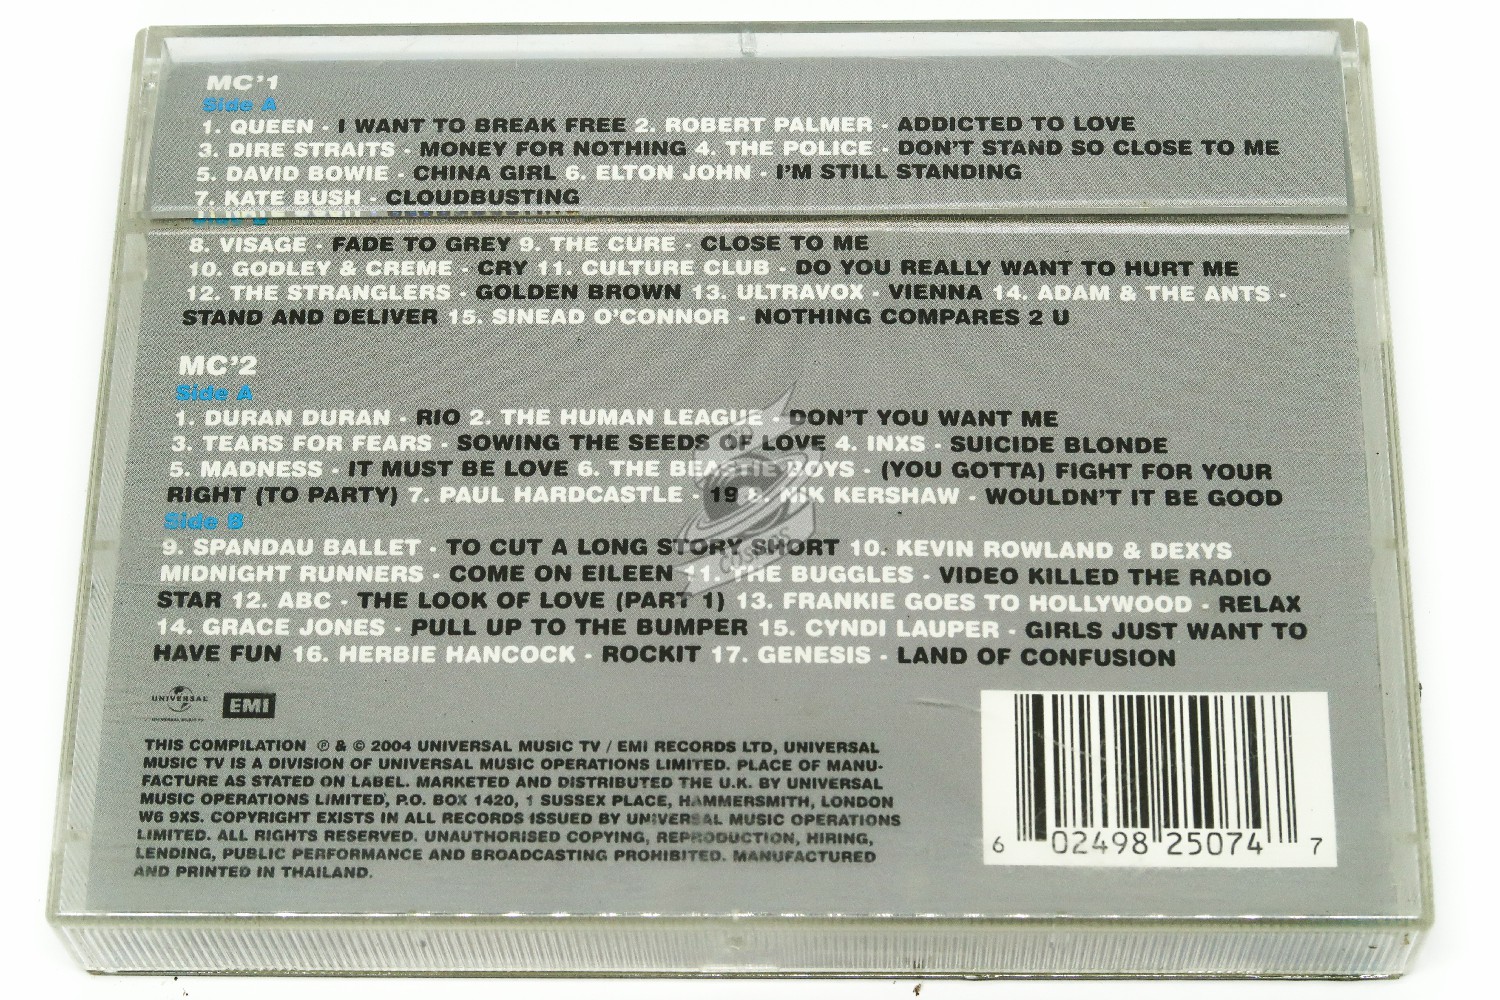 MC'1
Side A
1. QUEEN - I WANT TO BREAK FREE 2. ROBERT PALMER - ADDICTED TO LOVE
3. DIRE STRAITS - MONEY FOR NOTHING 4. THE POLICE - DON'T STAND SO CLOSE TO ME
5. DAVID BOWIE - CHINA GIRL 6. ELTON JOHN - I'M STILL STANDING
7. KATE BUSH - CLOUDBUSTING
8. VISAGE - FADE TO GREY 9. THE CURE - CLOSE TO ME
10. GODLEY & CREME - CRY 11. CULTURE CLUB - DO YOU REALLY WANT TO HURT ME
12. THE STRANGLERS - GOLDEN BROWN 13. ULTRAVOX - VIENNA 14. ADAM & THE ANTS -
STAND AND DELIVER 15. SINEAD O'CONNOR - NOTHING COMPARES 2 U
MC'2
Side A
1. DURAN DURAN - RIO 2. THE HUMAN LEAGUE - DON'T YOU WANT ME
3. TEARS FOR FEARS - SOWING THE SEEDS OF LOVE 4. INXS - SUICIDE BLONDE
5. MADNESS - IT MUST BE LOVE 6. THE BEASTIE BOYS - (YOU GOTTA) FIGHT FOR YOUR
RIGHT (TO PARTY) 7. PAUL HARDCASTLE - 19 NIK KERSHAW - WOULDN'T IT BE GOOD
Side B
9. SPANDAU BALLET - TO CUT A LONG STORY SHORT 10. KEVIN ROWLAND & DEXYS
MIDNIGHT RUNNERS - COME ON EILEEN 11. THE BUGGLES - VIDEO KILLED THE RADIO
STAR 12. ABC - THE LOOK OF LOVE (PART 1) 13. FRANKIE GOES TO HOLLYWOOD - RELAX
14. GRACE JONES - PULL UP TO THE BUMPER 15. CYNDI LAUPER - GIRLS JUST WANT TO
HAVE FUN 16. HERBIE HANCOCK - ROCKIT 17. GENESIS - LAND OF CONFUSION
UNIVERSAL EMI
THIS COMPILATION ℗ & © 2004 UNIVERSAL MUSIC TV / EMI RECORDS LTD, UNIVERSAL
MUSIC TV IS A DIVISION OF UNIVERSAL MUSIC OPERATIONS LIMITED. PLACE OF MANU-
FACTURE AS STATED ON LABEL. MARKETED AND DISTRIBUTED THE U.K. BY UNIVERSAL
MUSIC OPERATIONS LIMITED, P.O. BOX 1420, 1 SUSSEX PLACE, HAMMERSMITH, LONDON
W6 9XS. COPYRIGHT EXISTS IN ALL RECORDS ISSUED BY UNIVERSAL MUSIC OPERATIONS
LIMITED. ALL RIGHTS RESERVED. UNAUTHORISED COPYING, REPRODUCTION, HIRING,
LENDING, PUBLIC PERFORMANCE AND BROADCASTING PROHIBITED. MANUFACTURED
AND PRINTED IN THAILAND.
6 02498 25074 7